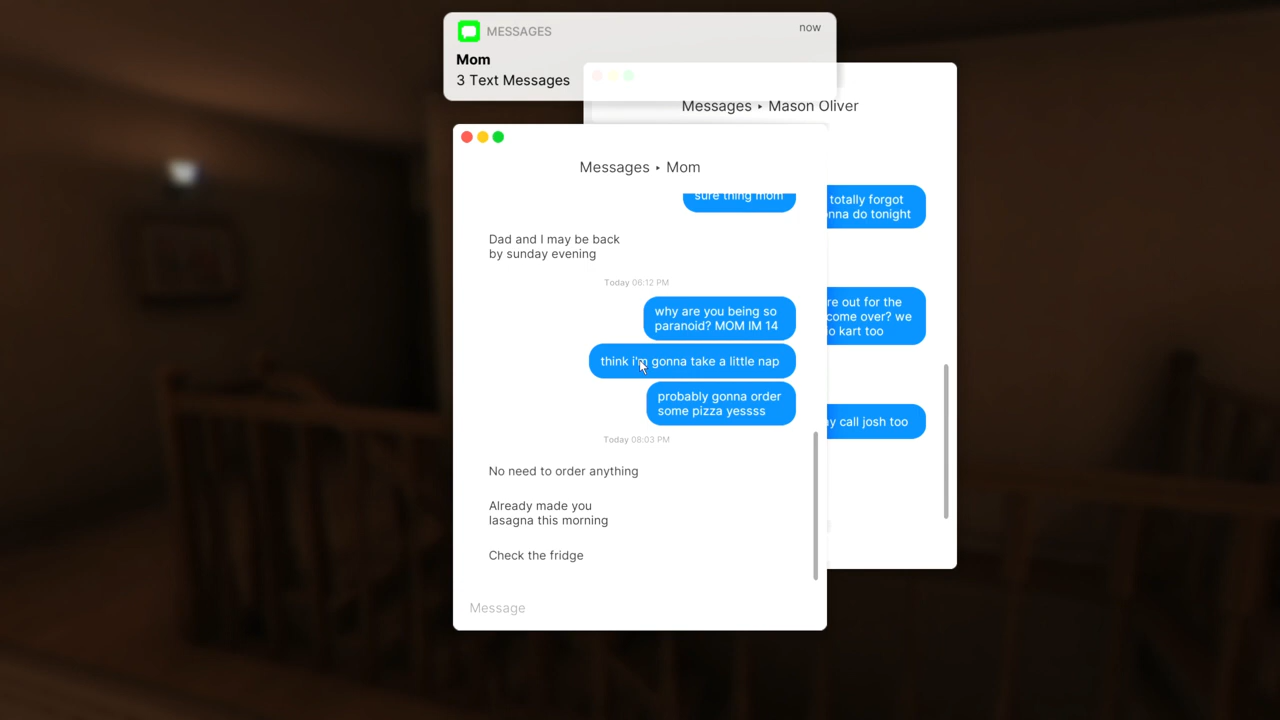 MESSAGES
now
Mom
3 Text Messages
Messages ‣ Mason Oliver
Messages ‣ Mom
sure thing mom
Dad and I may be back
by sunday evening
Today 06:12 PM
why are you being so
paranoid? MOM IM 14
think i'm gonna take a little nap
probably gonna order
some pizza yessss
Today 08:03 PM
No need to order anything
Already made you
lasagna this morning
Check the fridge
Message
totally forgot
nna do tonight
re out for the
come over? we
o kart too
y call josh too